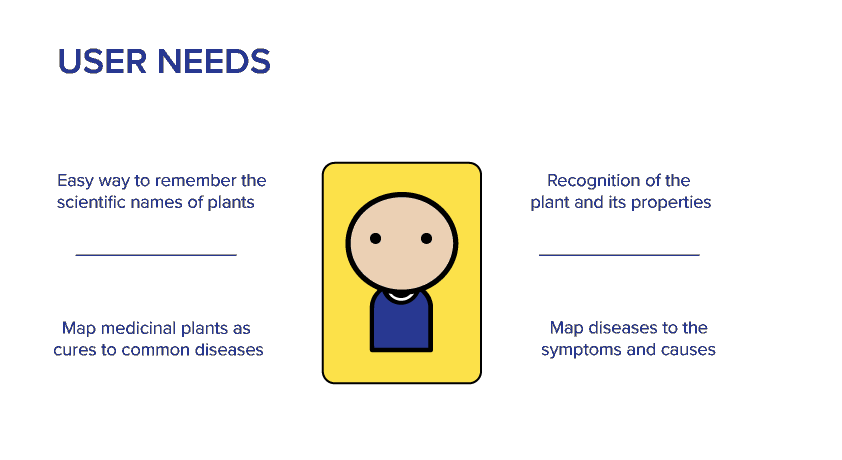 USER NEEDS
Easy way to remember the
scientific names of plants
Recognition of the
plant and its properties
Map medicinal plants as
cures to common diseases
Map diseases to the
symptoms and causes